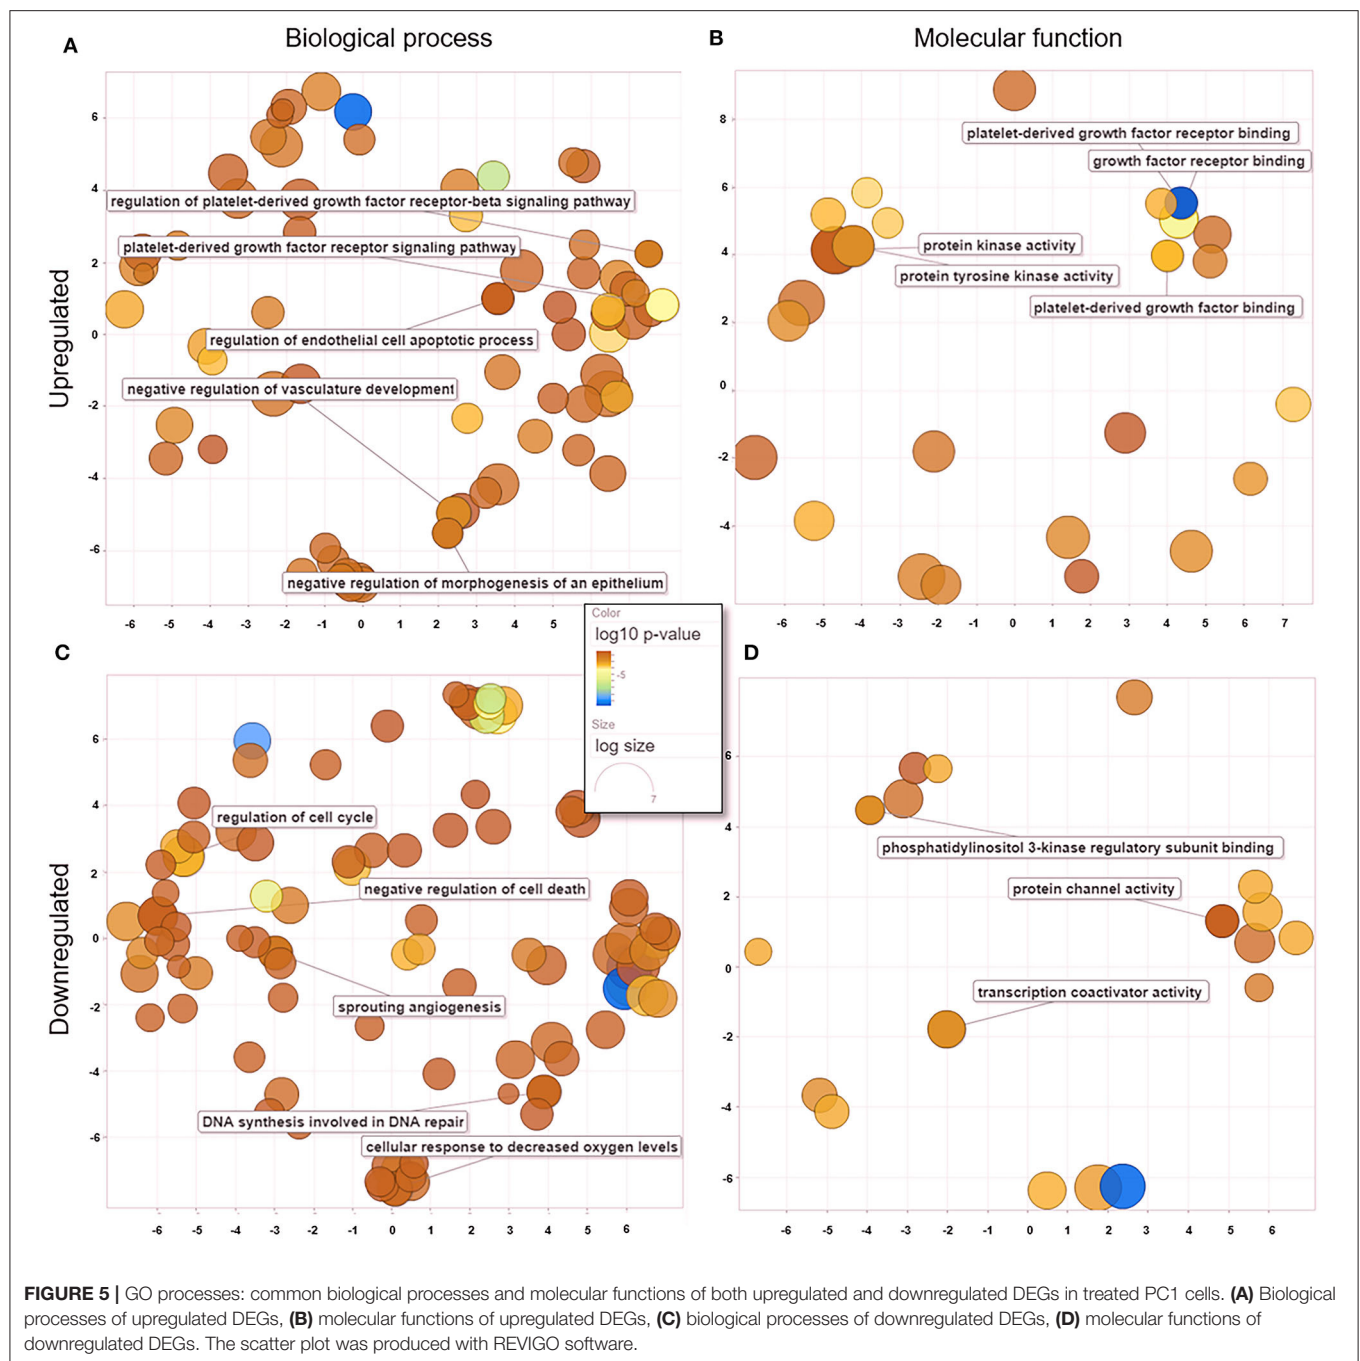 A
Biological process
B
Molecular function
Upregulated
6
4
2
0
-2
-4
-6
regulation of platelet-derived growth factor receptor-beta signaling pathway
platelet-derived growth factor receptor signaling pathway
regulation of endothelial cell apoptotic process
negative regulation of vasculature development
negative regulation of morphogenesis of an epithelium
-6 -5 -4 -3 -2 -1 0 1 2 3 4 5
8
6
4
2
0
-2
-4
platelet-derived growth factor receptor binding
growth factor receptor binding
protein kinase activity
protein tyrosine kinase activity
platelet-derived growth factor binding
-6 -5 -4 -3 -2 -1 0 1 2 3 4 5 6 7
Color
log10 p-value
-5
Size
log size
7
C
D
Downregulated
6
4
2
0
-2
-4
-6
regulation of cell cycle
negative regulation of cell death
sprouting angiogenesis
DNA synthesis involved in DNA repair
cellular response to decreased oxygen levels
-6 -5 -4 -3 -2 -1 0 1 2 3 4 5 6
6
4
2
0
-2
-4
-6
phosphatidylinositol 3-kinase regulatory subunit binding
protein channel activity
transcription coactivator activity
-6 -5 -4 -3 -2 -1 0 1 2 3 4 5 6
FIGURE 5 | GO processes: common biological processes and molecular functions of both upregulated and downregulated DEGs in treated PC1 cells. (A) Biological
processes of upregulated DEGs, (B) molecular functions of upregulated DEGs, (C) biological processes of downregulated DEGs, (D) molecular functions of
downregulated DEGs. The scatter plot was produced with REVIGO software.